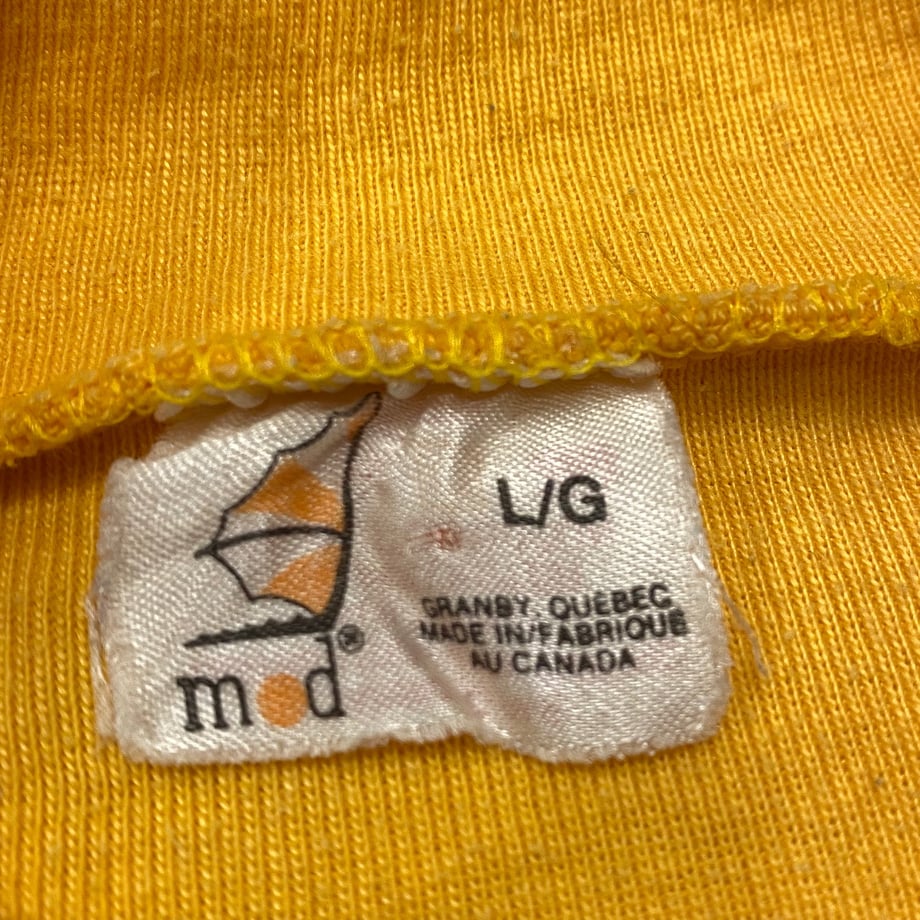 L/G
GRANBY, QUEBEC
MADE IN/FABRIQUÉ
AU CANADA
mod®